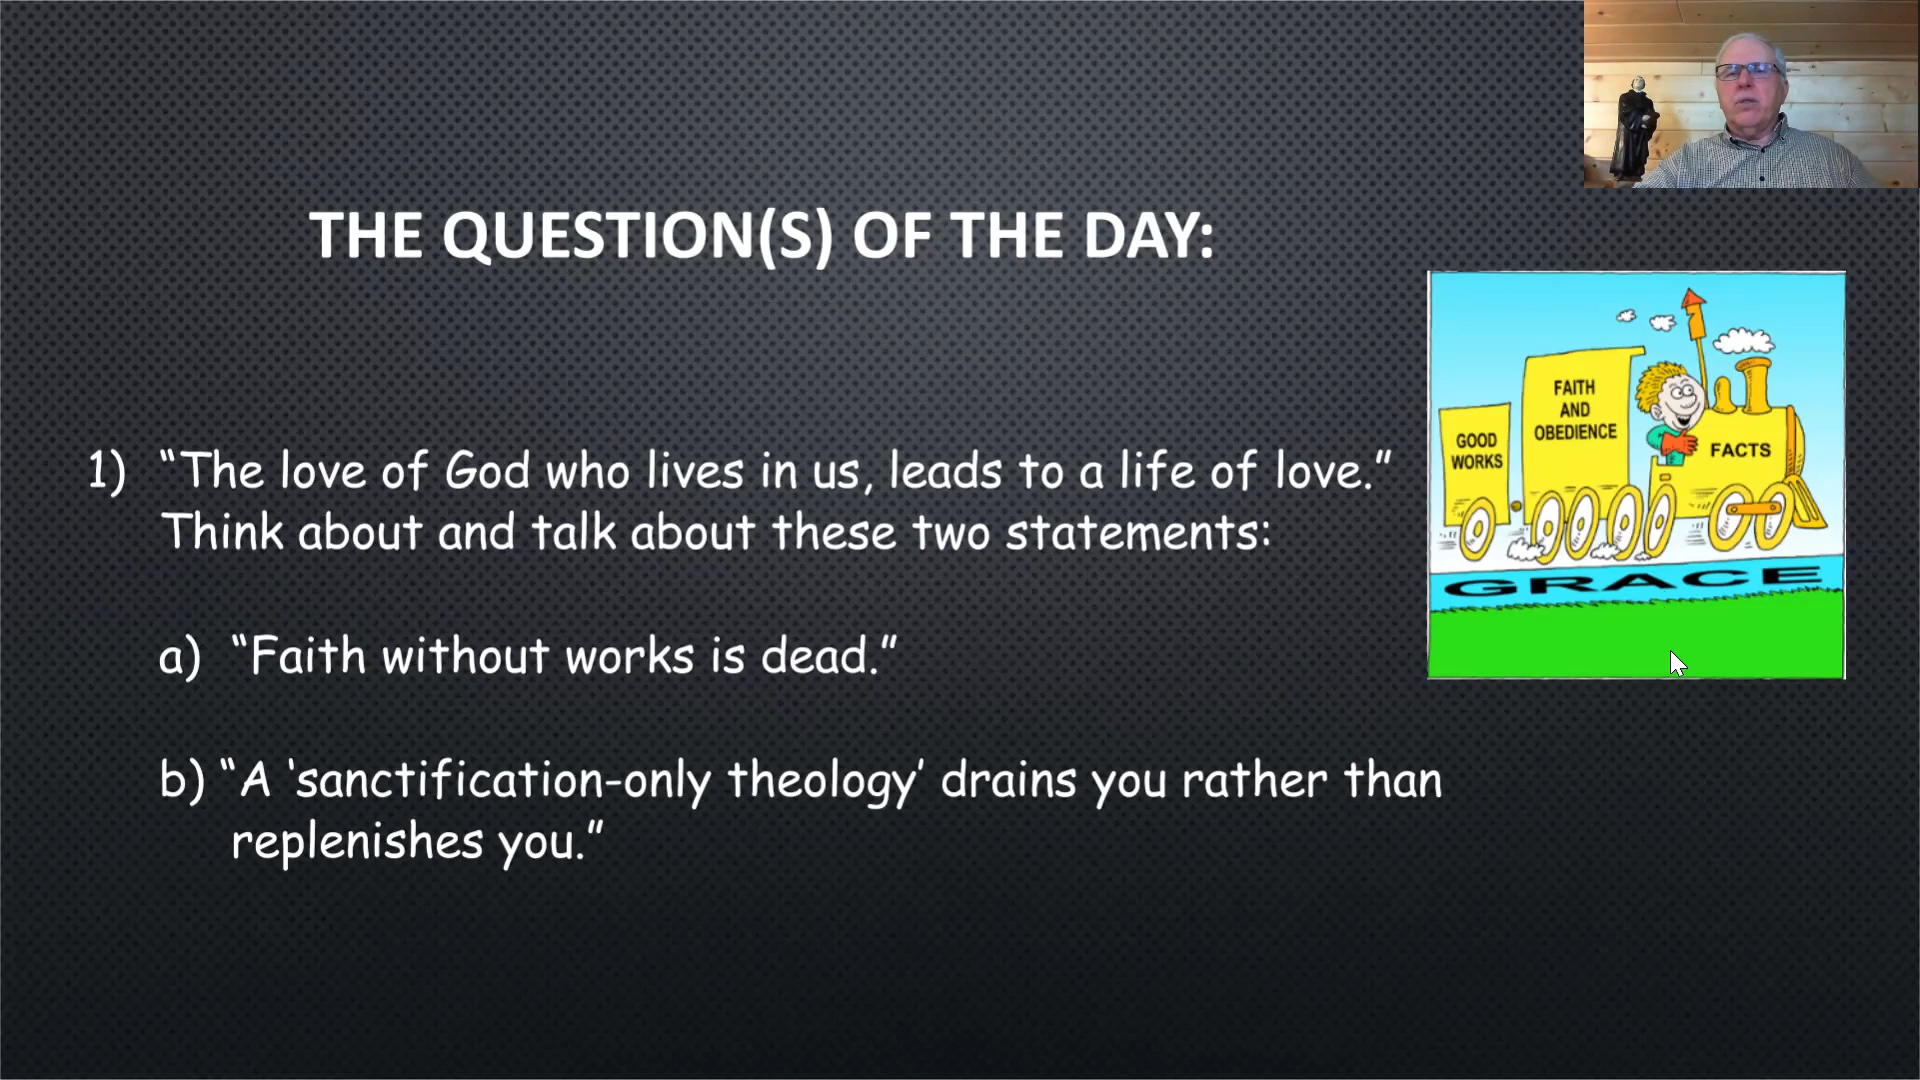 THE QUESTION(S) OF THE DAY:
1) “The love of God who lives in us, leads to a life of love.”
Think about and talk about these two statements:
a) “Faith without works is dead.”
b) “A ‘sanctification-only theology’ drains you rather than
replenishes you.”
GOOD
WORKS
FAITH
AND
OBEDIENCE
FACTS
GRACE